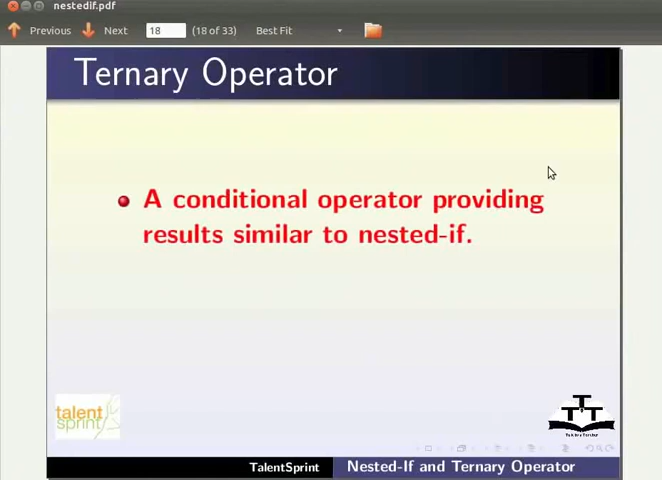 nestedif.pdf
Previous Next 18 (18 of 33) Best Fit
Ternary Operator
A conditional operator providing
results similar to nested-if.
talent
sprint
TalentSprint Nested-If and Ternary Operator